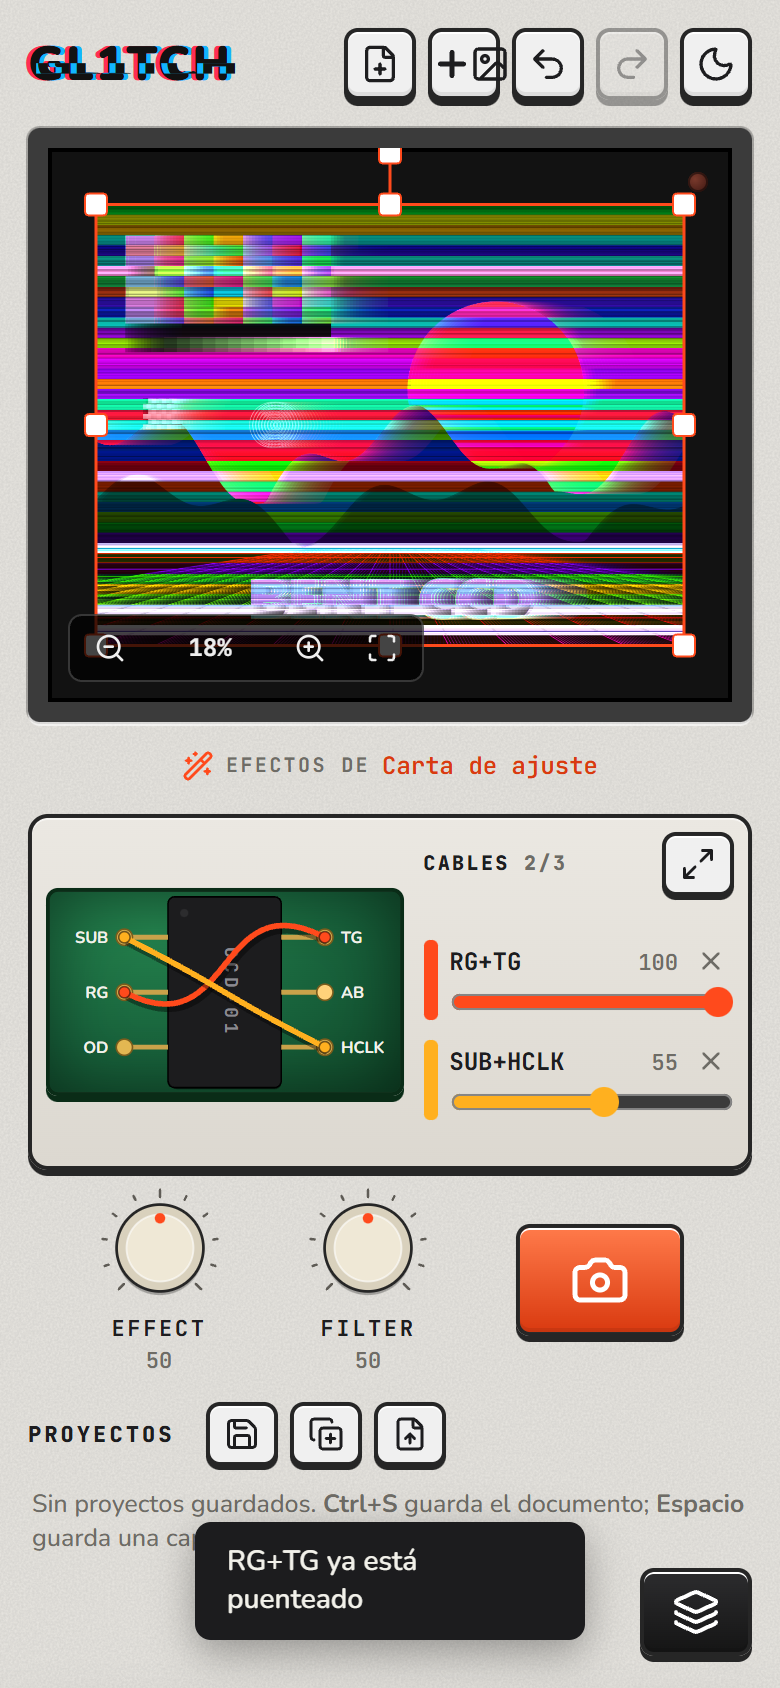 GL1TCH
18%
EFECTOS DE Carta de ajuste
CABLES 2/3
SUB
RG
OD
CCD 01
TG
AB
HCLK
RG+TG 100
SUB+HCLK 55
EFFECT
50
FILTER
50
PROYECTOS
Sin proyectos guardados. Ctrl+S guarda el documento; Espacio
guarda una
RG+TG ya está
puenteado